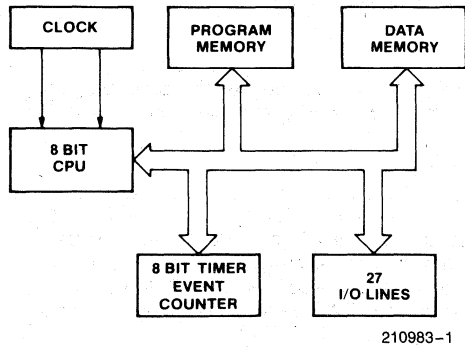 CLOCK
PROGRAM
MEMORY
DATA
MEMORY
8 BIT
CPU
8 BIT TIMER
EVENT
COUNTER
27
I/O LINES
210983-1